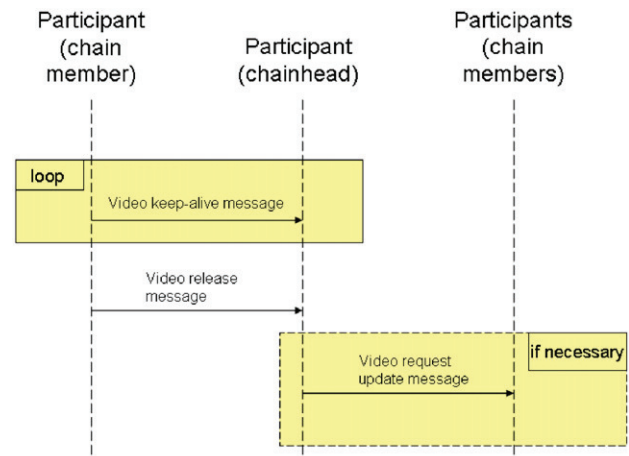 Participant
(chain
member)
Participant
(chainhead)
Participants
(chain
members)
loop
Video keep-alive message
Video release
message
if necessary
Video request
update message